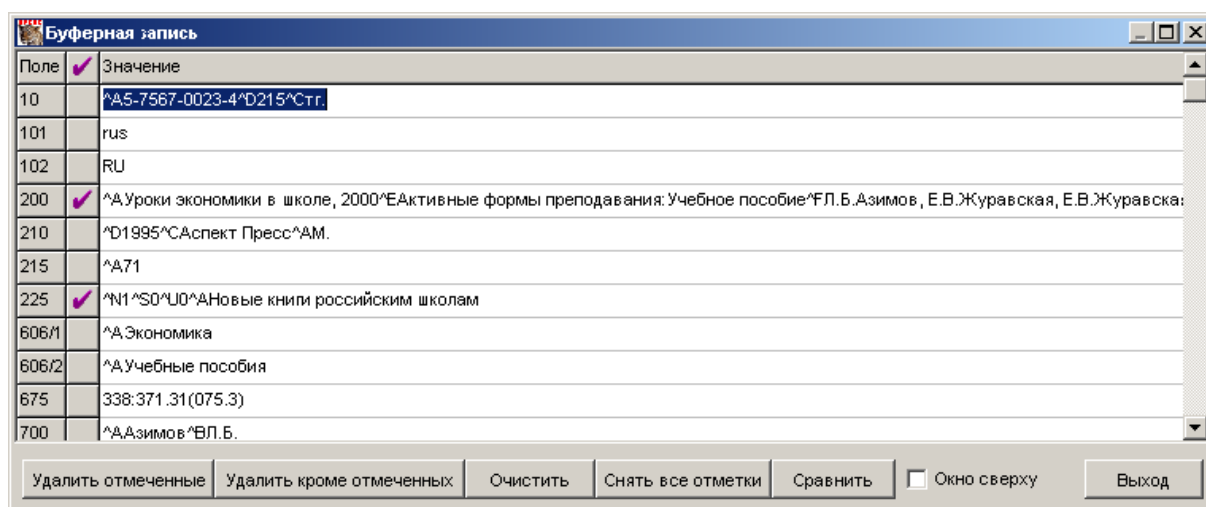 Буферная запись
Поле Значение
10 ^A5-7567-0023-4^D215^Cтг.
101 rus
102 RU
200 ^AУроки экономики в школе, 2000^EАктивные формы преподавания:Учебное пособие^FЛ.Б.Азимов, Е.В.Журавская, Е.В.Журавска
210 ^D1995^CАспект Пресс^AМ.
215 ^A71
225 ^N1^S0^U0^AНовые книги российским школам
606/1 ^AЭкономика
606/2 ^AУчебные пособия
675 338:371.31(075.3)
700 ^AАзимов^BЛ.Б.
Удалить отмеченные Удалить кроме отмеченных Очистить Снять все отметки Сравнить Окно сверху Выход